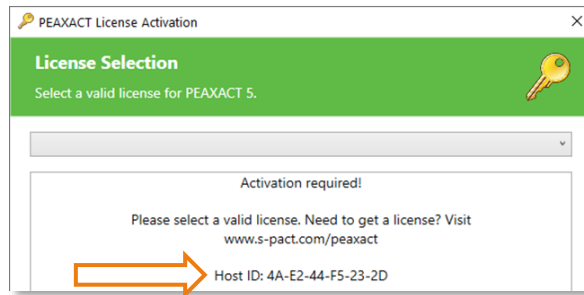 PEAXACT License Activation
License Selection
Select a valid license for PEAXACT 5.
Activation required!
Please select a valid license. Need to get a license? Visit
www.s-pact.com/peaxact
Host ID: 4A-E2-44-F5-23-2D